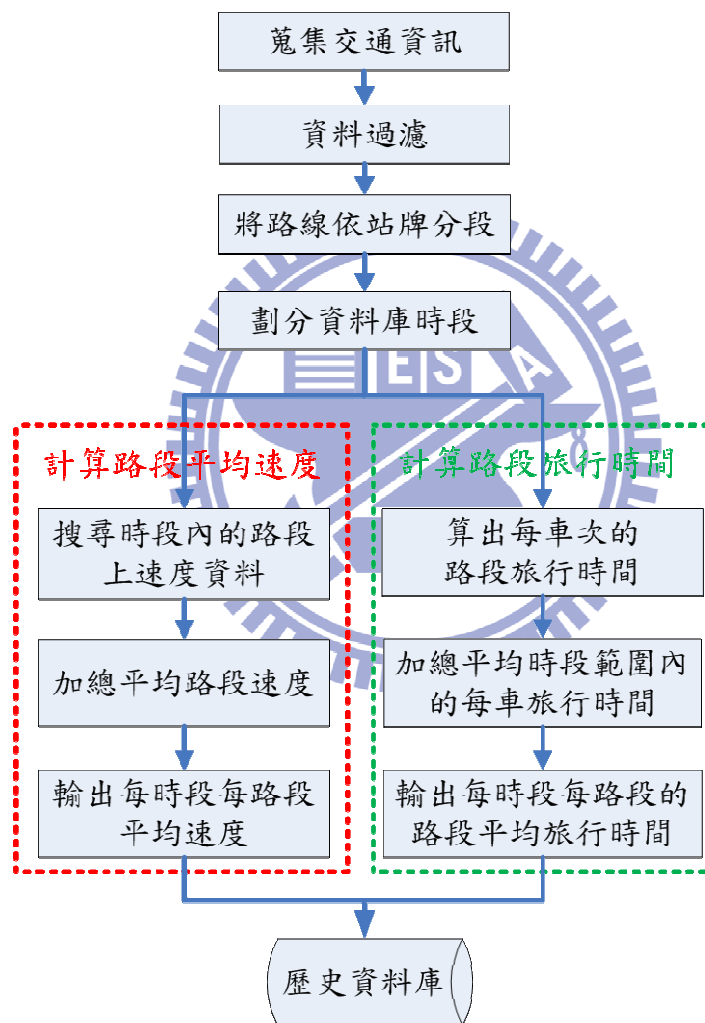 蒐集交通資訊
資料過濾
將路線依站牌分段
劃分資料庫時段
E S A
計算路段平均速度
搜尋時段內的路段
上速度資料
加總平均路段速度
輸出每時段每路段
平均速度
計算路段旅行時間
算出每車次的
路段旅行時間
加總平均時段範圍內
的每車旅行時間
輸出每時段每路段的
路段平均旅行時間
歷史資料庫